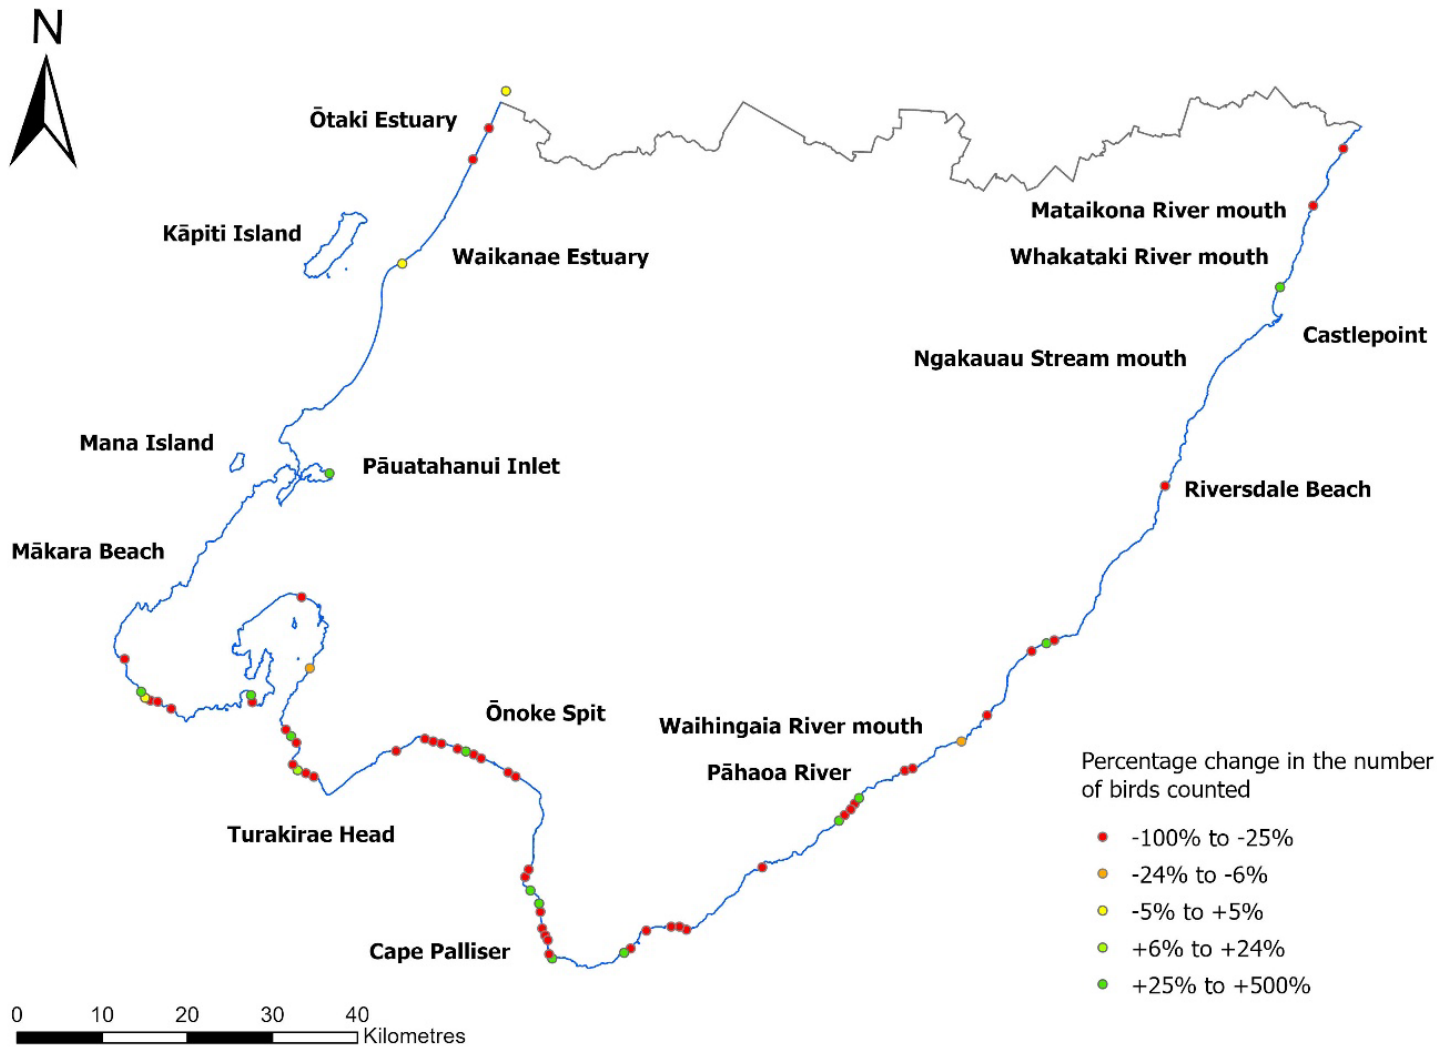 N
Ōtaki Estuary
Kāpiti Island
Waikanae Estuary
Mataikona River mouth
Whakataki River mouth
Castlepoint
Ngakauau Stream mouth
Mana Island
Pāuatahanui Inlet
Riversdale Beach
Mākara Beach
Ōnoke Spit
Waihingaia River mouth
Pāhaoa River
Turakirae Head
Cape Palliser
Percentage change in the number
of birds counted
-100% to -25%
-24% to -6%
-5% to +5%
+6% to +24%
+25% to +500%
0 10 20 30 40
Kilometres